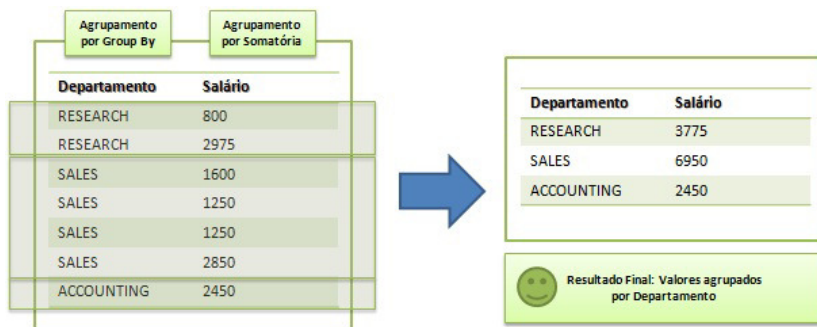 Agrupamento
por Group By
Agrupamento
por Somatória
Departamento Salário
RESEARCH 800
RESEARCH 2975
SALES 1600
SALES 1250
SALES 1250
SALES 2850
ACCOUNTING 2450
Departamento Salário
RESEARCH 3775
SALES 6950
ACCOUNTING 2450
Resultado Final: Valores agrupados
por Departamento